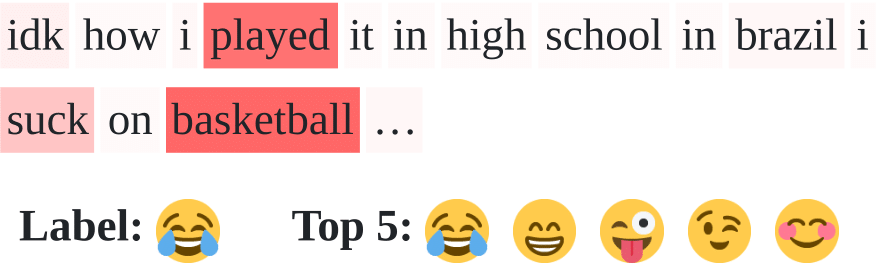 idk how i played it in high school in brazil i
suck on basketball …
Label: 😂 Top 5: 😂 😁 😜 😉 😊